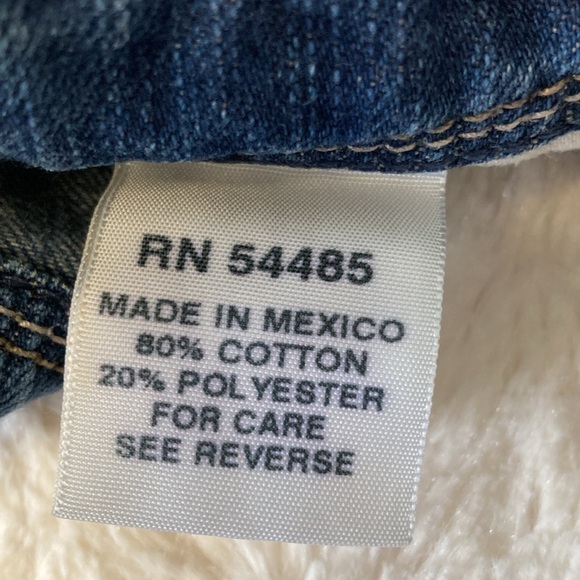 RN 54485
MADE IN MEXICO
80% COTTON
20% POLYESTER
FOR CARE
SEE REVERSE